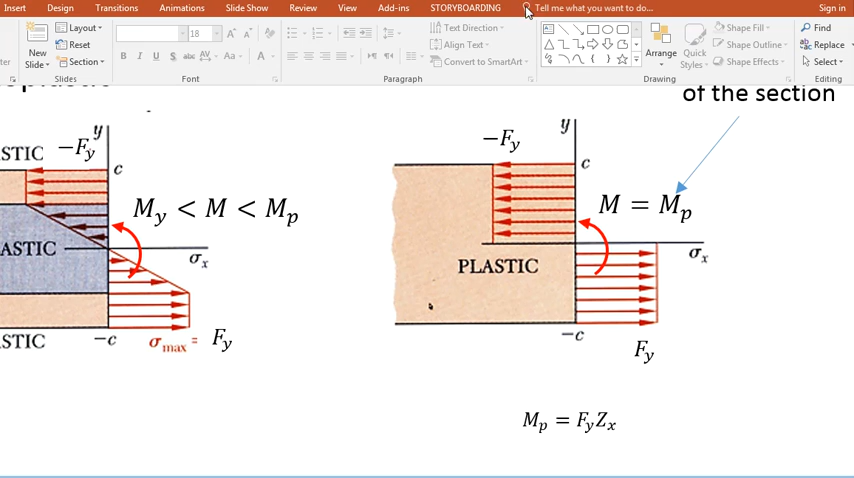 Insert Design Transitions Animations Slide Show Review View Add-ins STORYBOARDING Tell me what you want to do... Sign in
New Slide
Layout
Reset
Section
Slides
18
B I U S abc AV Aa A
Font
Text Direction
Align Text
Convert to SmartArt
Paragraph
Arrange
Quick Styles
Shape Fill
Shape Outline
Shape Effects
Drawing
Find
Replace
Select
Editing
of the section
STIC
−F_y
y
c
M_y < M < M_p
ASTIC
σ_x
STIC
−c
σ_max = F_y
−F_y
y
c
M = M_p
PLASTIC
σ_x
−c
F_y
M_p = F_y Z_x